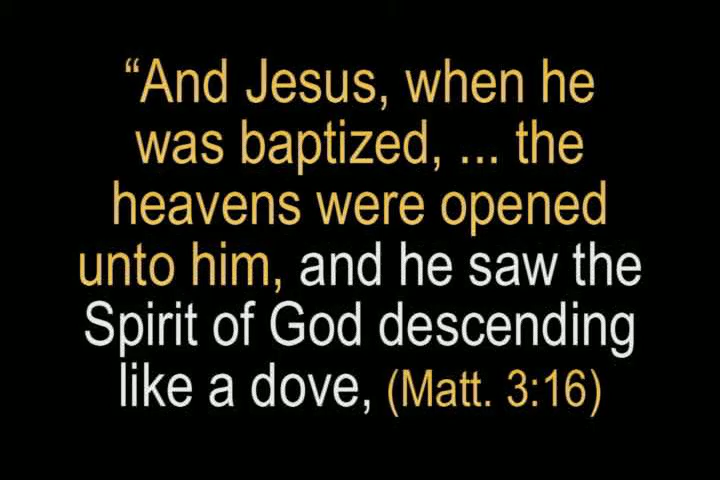 “And Jesus, when he
was baptized, ... the
heavens were opened
unto him, and he saw the
Spirit of God descending
like a dove, (Matt. 3:16)